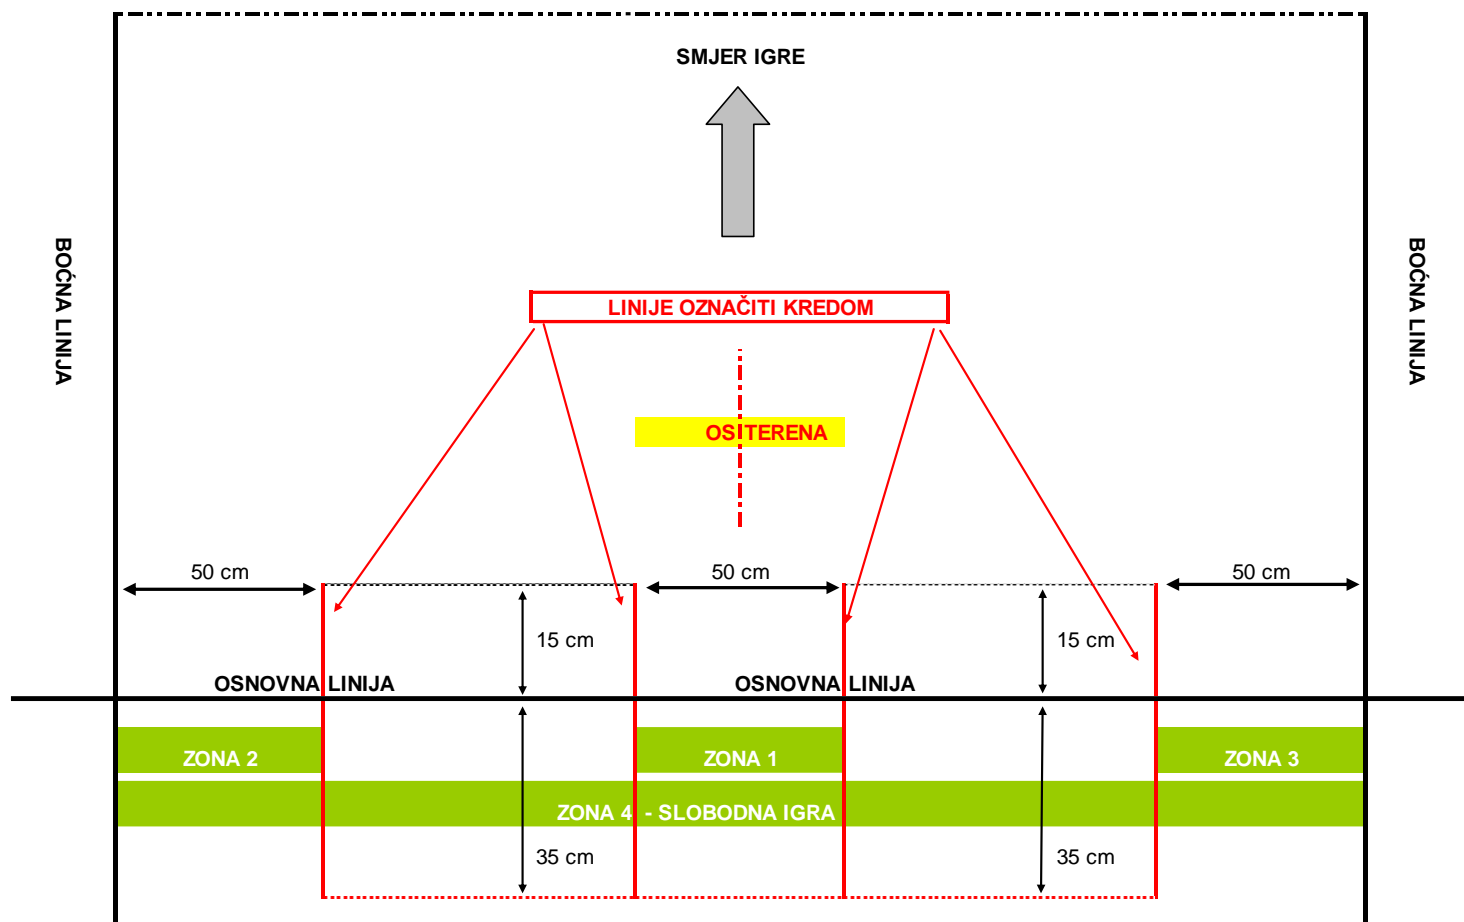 SMJER IGRE
BOĆNA LINIJA
BOĆNA LINIJA
LINIJE OZNAČITI KREDOM
OSI TERENA
50 cm
50 cm
50 cm
15 cm
15 cm
OSNOVNA LINIJA
OSNOVNA LINIJA
ZONA 2
ZONA 1
ZONA 3
ZONA 4 - SLOBODNA IGRA
35 cm
35 cm